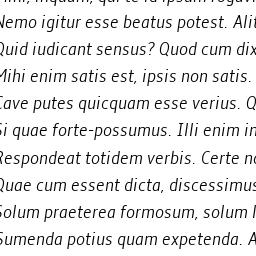 Nemo igitur esse beatus potest. Alit
Quid iudicant sensus? Quod cum dix
Mihi enim satis est, ipsis non satis.
Cave putes quicquam esse verius. Q
Si quae forte-possumus. Illi enim in
Respondeat totidem verbis. Certe no
Quae cum essent dicta, discessimus
Solum praeterea formosum, solum l
Sumenda potius quam expetenda. A